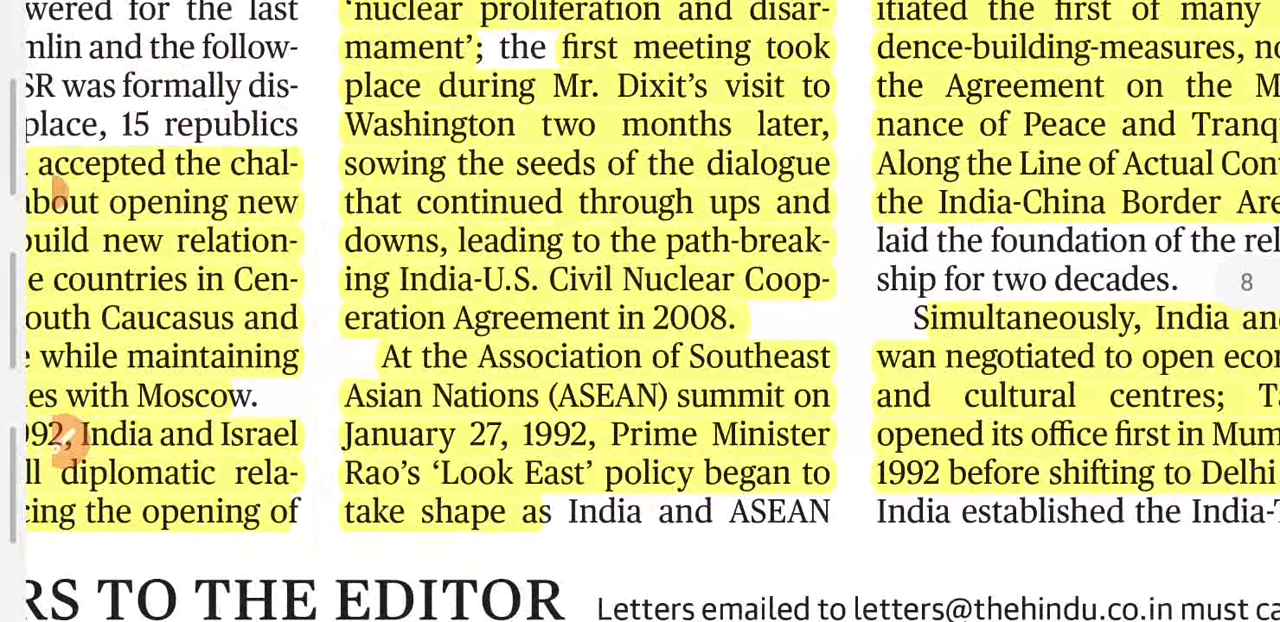 wered for the last
mlin and the follow-
SR was formally dis-
place, 15 republics
accepted the chal-
about opening new
build new relation-
e countries in Cen-
outh Caucasus and
e while maintaining
es with Moscow.
92, India and Israel
ll diplomatic rela-
cing the opening of
‘nuclear proliferation and disar-
mament’; the first meeting took
place during Mr. Dixit’s visit to
Washington two months later,
sowing the seeds of the dialogue
that continued through ups and
downs, leading to the path-break-
ing India-U.S. Civil Nuclear Coop-
eration Agreement in 2008.
At the Association of Southeast
Asian Nations (ASEAN) summit on
January 27, 1992, Prime Minister
Rao’s ‘Look East’ policy began to
take shape as India and ASEAN
itiated the first of many
dence-building-measures, no
the Agreement on the M
nance of Peace and Tranq
Along the Line of Actual Con
the India-China Border Are
laid the foundation of the rel
ship for two decades.
8
Simultaneously, India an
wan negotiated to open econ
and cultural centres; Ta
opened its office first in Mum
1992 before shifting to Delhi
India established the India-T
RS TO THE EDITOR
Letters emailed to letters@thehindu.co.in must ca